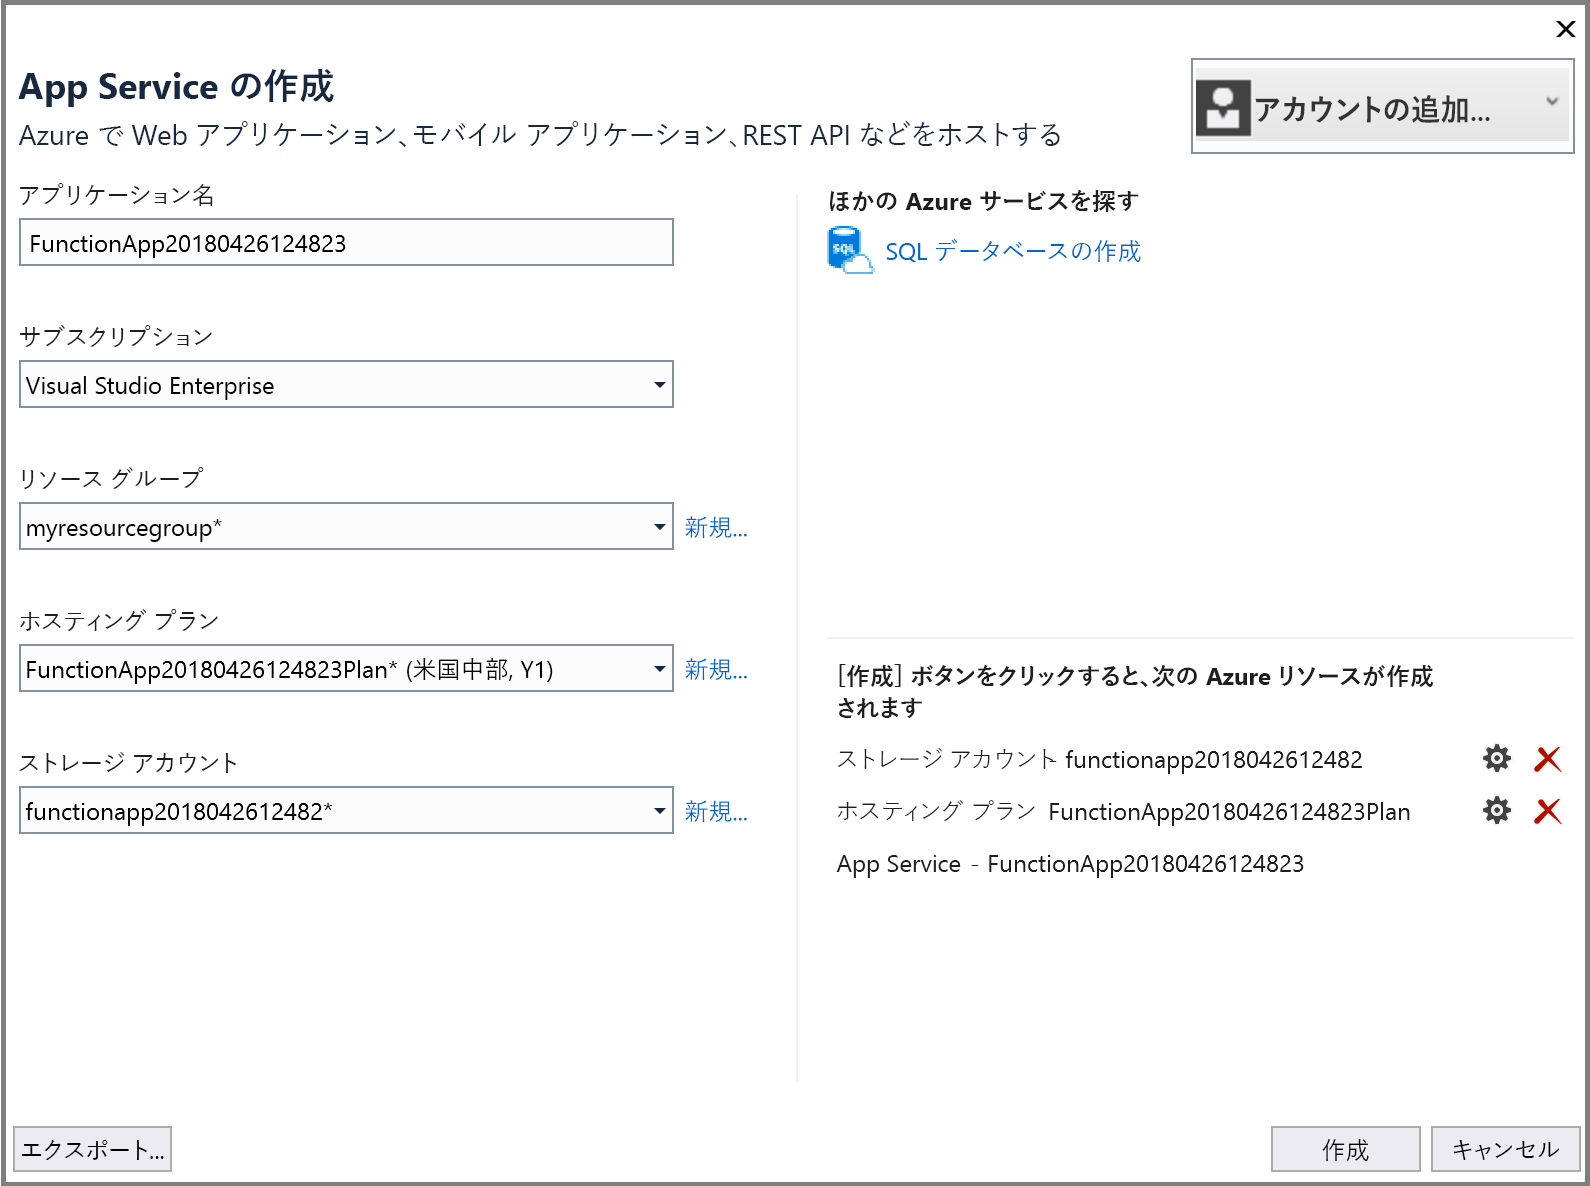 App Service の作成
Azure で Web アプリケーション、モバイル アプリケーション、REST API などをホストする
アカウントの追加...
アプリケーション名
FunctionApp20180426124823
サブスクリプション
Visual Studio Enterprise
リソース グループ
myresourcegroup*
新規...
ホスティング プラン
FunctionApp20180426124823Plan* (米国中部, Y1)
新規...
ストレージ アカウント
functionapp2018042612482*
新規...
ほかの Azure サービスを探す
SQL
SQL データベースの作成
[作成] ボタンをクリックすると、次の Azure リソースが作成
されます
ストレージ アカウント- functionapp2018042612482
ホスティング プラン FunctionApp20180426124823Plan
App Service - FunctionApp20180426124823
エクスポート...
作成
キャンセル